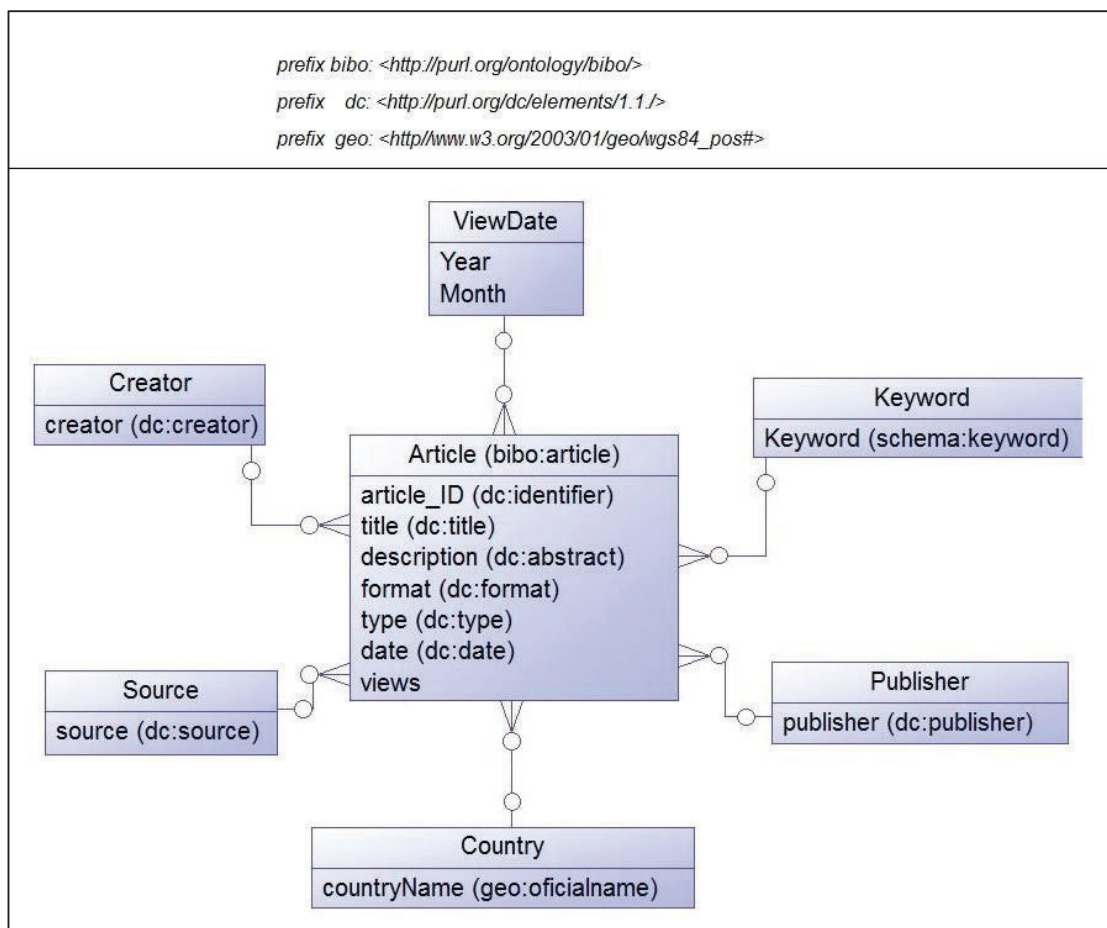 prefix bibo: <http://purl.org/ontology/bibo/>
prefix dc: <http://purl.org/dc/elements/1.1./>
prefix geo: <http//www.w3.org/2003/01/geo/wgs84_pos#>
ViewDate
Year
Month
Creator
creator (dc:creator)
Keyword
Keyword (schema:keyword)
Article (bibo:article)
article_ID (dc:identifier)
title (dc:title)
description (dc:abstract)
format (dc:format)
type (dc:type)
date (dc:date)
views
Source
source (dc:source)
Publisher
publisher (dc:publisher)
Country
countryName (geo:oficialname)